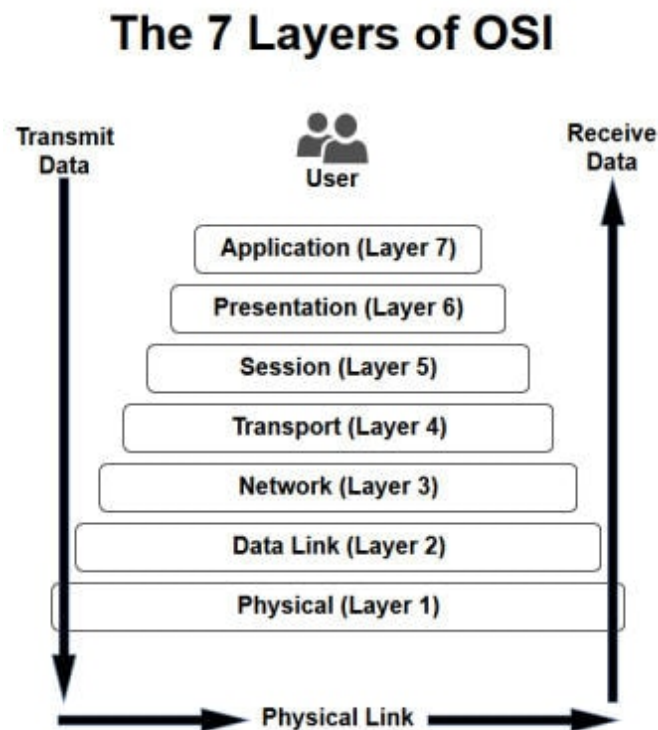 The 7 Layers of OSI
Transmit
Data
User
Receive
Data
Application (Layer 7)
Presentation (Layer 6)
Session (Layer 5)
Transport (Layer 4)
Network (Layer 3)
Data Link (Layer 2)
Physical (Layer 1)
Physical Link